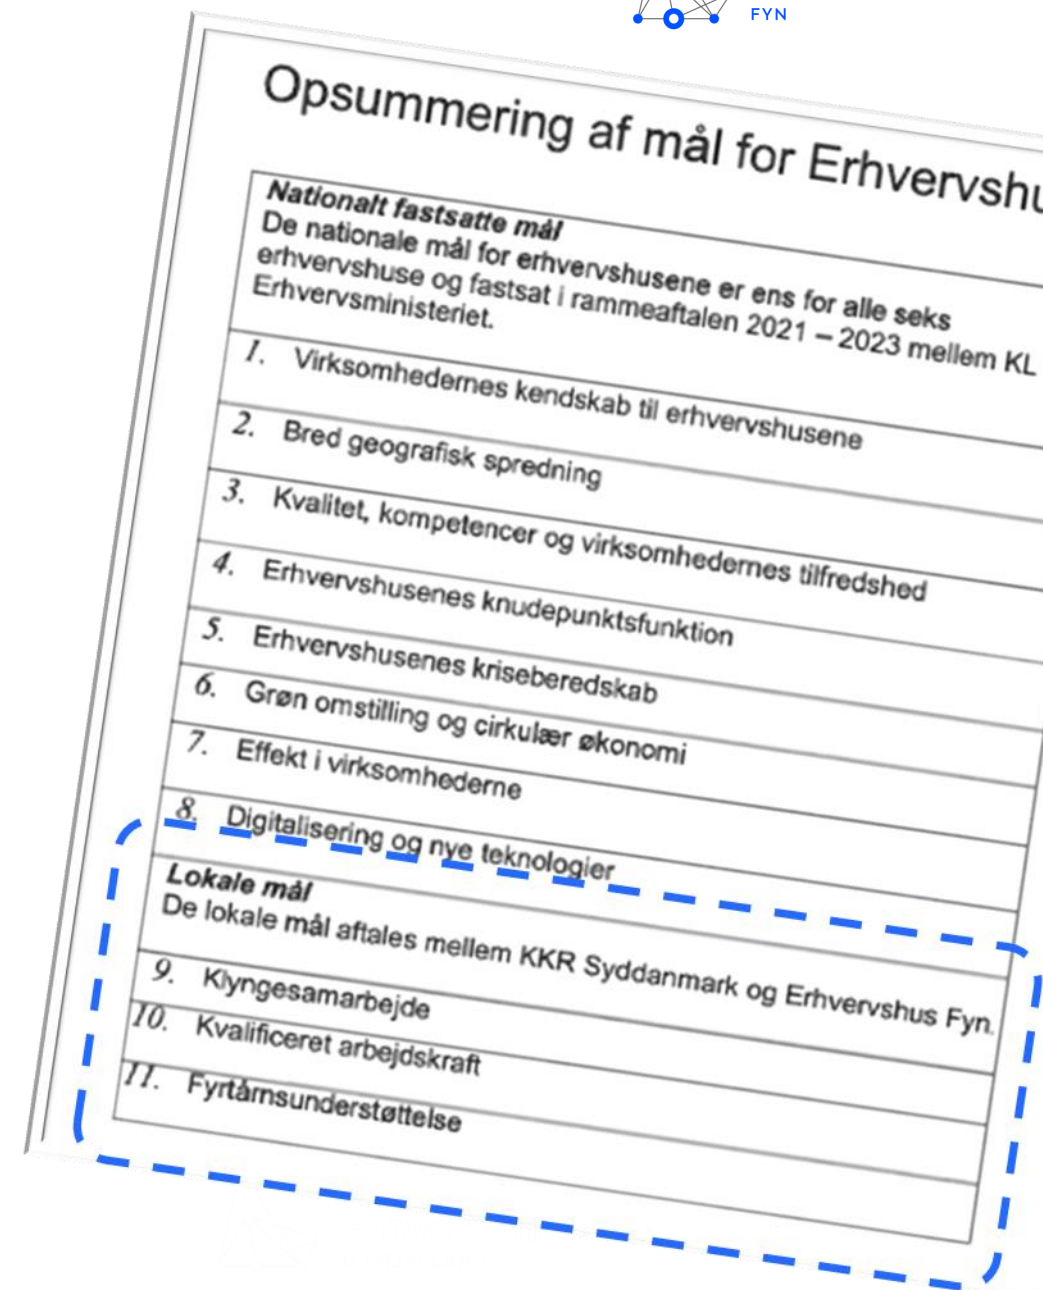 FYN
Opsummering af mål for Erhvervshu
Nationalt fastsatte mål
De nationale mål for erhvervshusene er ens for alle seks
erhvervshuse og fastsat i rammeaftalen 2021 – 2023 mellem KL
Erhvervsministeriet.
1. Virksomhedernes kendskab til erhvervshusene
2. Bred geografisk spredning
3. Kvalitet, kompetencer og virksomhedernes tilfredshed
4. Erhvervshusenes knudepunktsfunktion
5. Erhvervshusenes kriseberedskab
6. Grøn omstilling og cirkulær økonomi
7. Effekt i virksomhederne
8. Digitalisering og nye teknologier
Lokale mål
De lokale mål aftales mellem KKR Syddanmark og Erhvervshus Fyn.
9. Klyngesamarbejde
10. Kvalificeret arbejdskraft
11. Fyrtårnsunderstøttelse